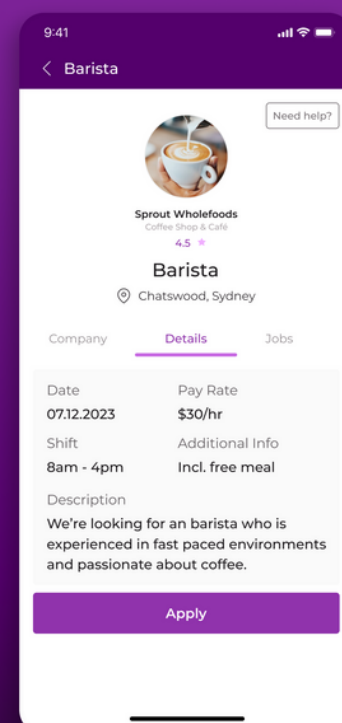 9:41
Barista
Need help?
Sprout Wholefoods
Coffee Shop & Café
4.5
Barista
Chatswood, Sydney
Company Details Jobs
Date Pay Rate
07.12.2023 $30/hr
Shift Additional Info
8am - 4pm Incl. free meal
Description
We're looking for an barista who is
experienced in fast paced environments
and passionate about coffee.
Apply